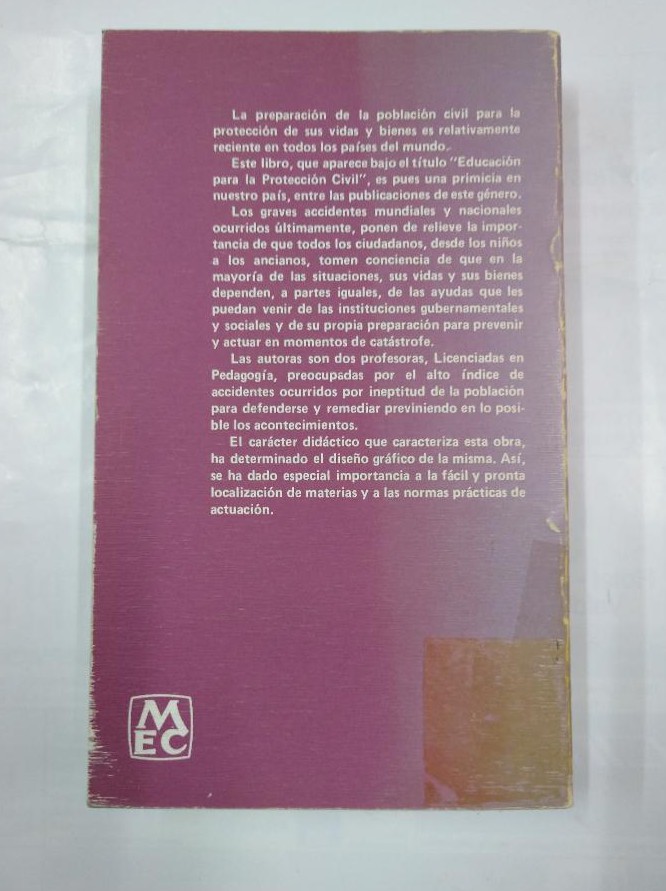 La preparación de la población civil para la
protección de sus vidas y bienes es relativamente
reciente en todos los países del mundo.
Este libro, que aparece bajo el título "Educación
para la Protección Civil", es pues una primicia en
nuestro país, entre las publicaciones de este género.
Los graves accidentes mundiales y nacionales
ocurridos últimamente, ponen de relieve la impor-
tancia de que todos los ciudadanos, desde los niños
a los ancianos, tomen conciencia de que en la
mayoría de las situaciones, sus vidas y sus bienes
dependen, a partes iguales, de las ayudas que les
puedan venir de las instituciones gubernamentales
y sociales y de su propia preparación para prevenir
y actuar en momentos de catástrofe.
Las autoras son dos profesoras, Licenciadas en
Pedagogía, preocupadas por el alto índice de
accidentes ocurridos por ineptitud de la población
para defenderse y remediar previniendo en lo posi-
ble los acontecimientos.
El carácter didáctico que caracteriza esta obra,
ha determinado el diseño gráfico de la misma. Así,
se ha dado especial importancia a la fácil y pronta
localización de materias y a las normas prácticas de
actuación.
M
EC